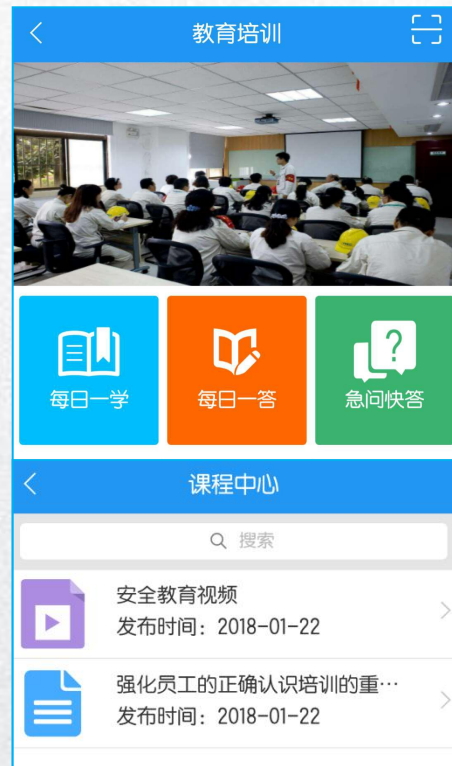 教育培训
每日一学
每日一答
急问快答
课程中心
搜索
安全教育视频
发布时间：2018-01-22
强化员工的正确认识培训的重…
发布时间：2018-01-22